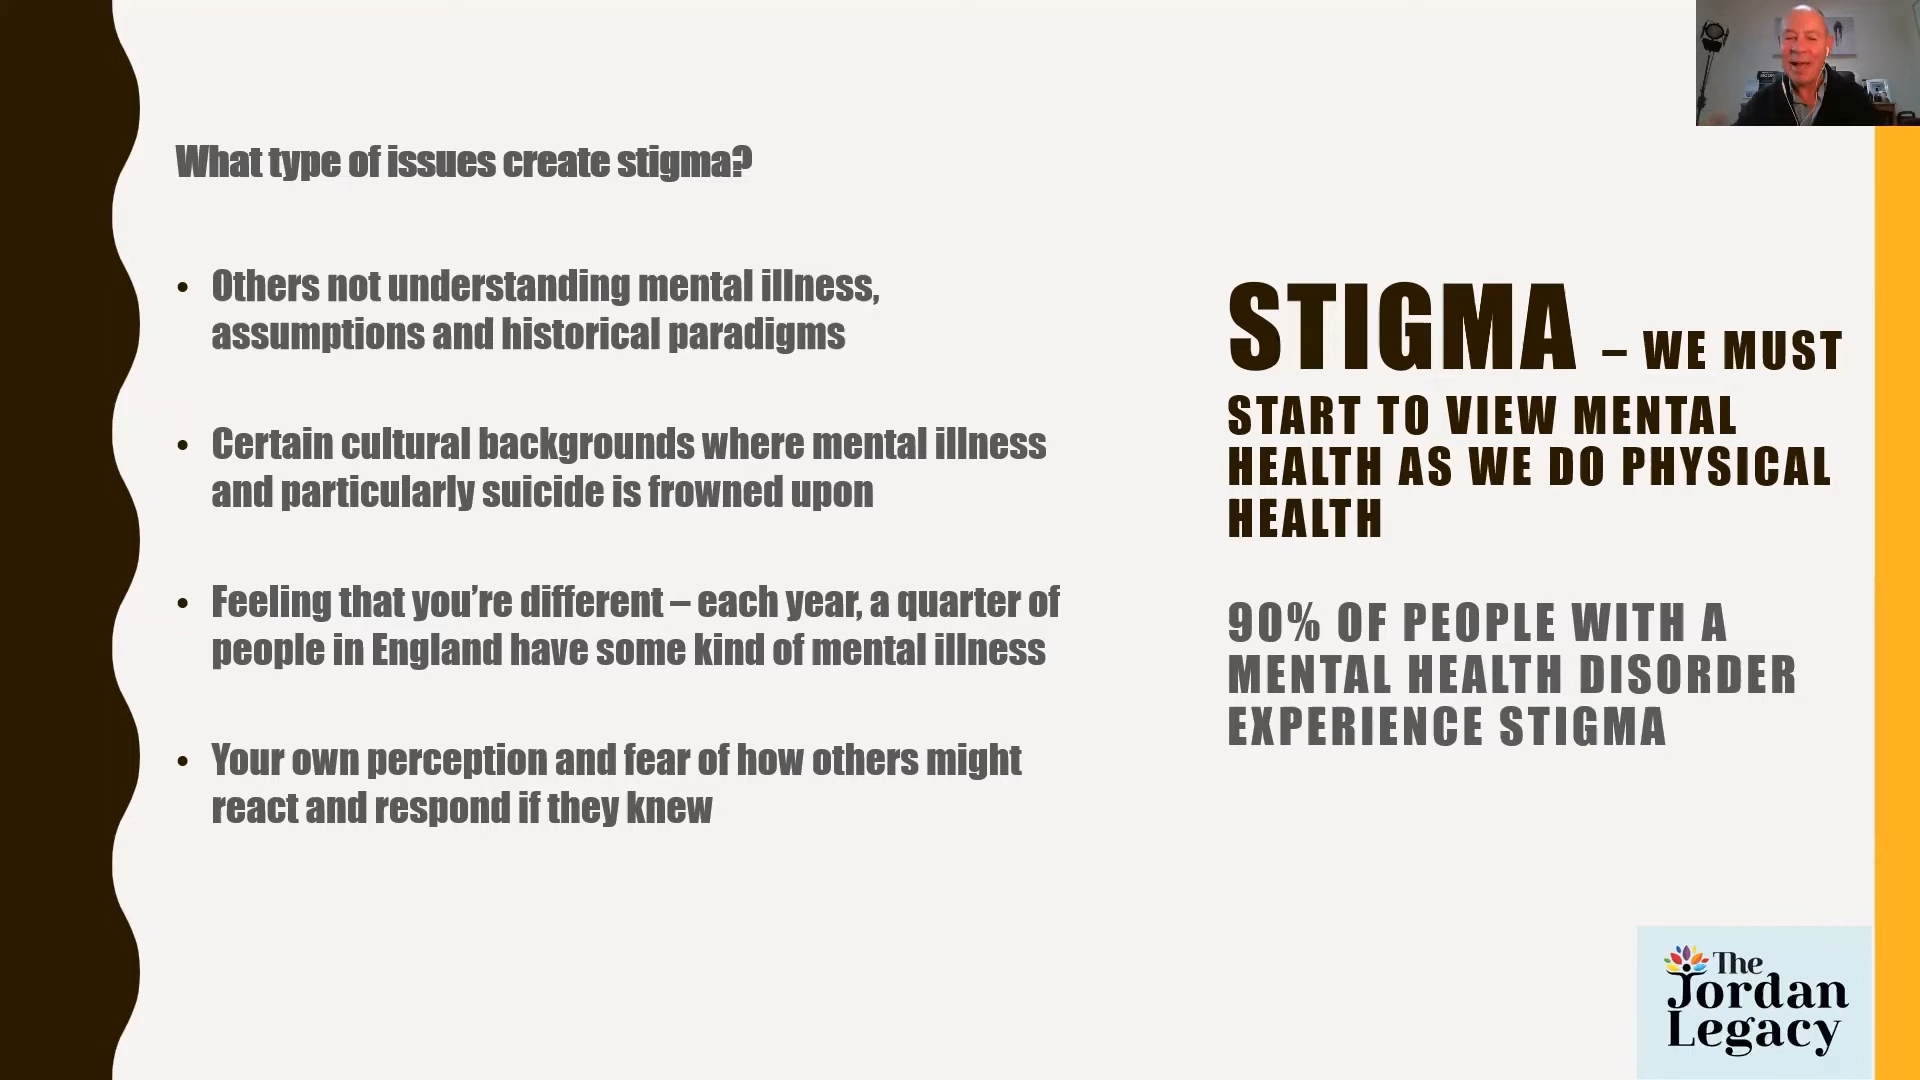 What type of issues create stigma?
• Others not understanding mental illness,
assumptions and historical paradigms
• Certain cultural backgrounds where mental illness
and particularly suicide is frowned upon
• Feeling that you’re different – each year, a quarter of
people in England have some kind of mental illness
• Your own perception and fear of how others might
react and respond if they knew
STIGMA – WE MUST
START TO VIEW MENTAL
HEALTH AS WE DO PHYSICAL
HEALTH
90% OF PEOPLE WITH A
MENTAL HEALTH DISORDER
EXPERIENCE STIGMA
The
Jordan
Legacy